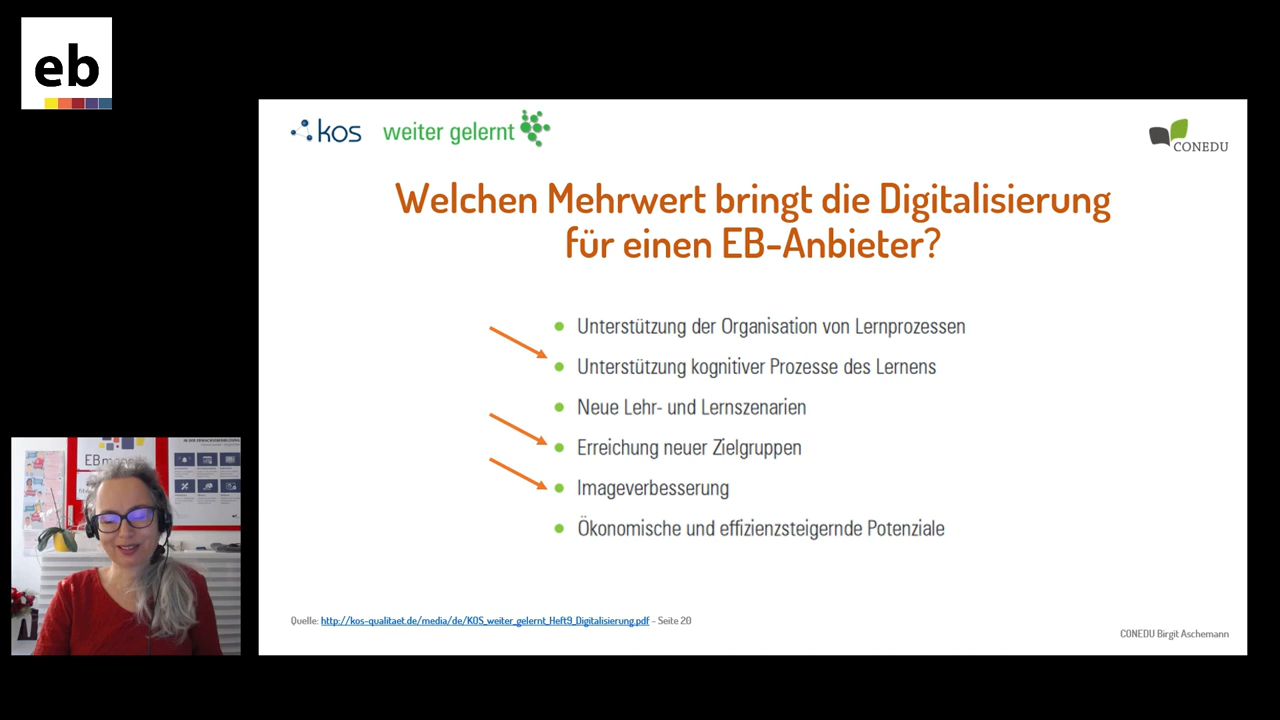 eb
kos weiter gelernt
CONEDU
Welchen Mehrwert bringt die Digitalisierung
für einen EB-Anbieter?
Unterstützung der Organisation von Lernprozessen
Unterstützung kognitiver Prozesse des Lernens
Neue Lehr- und Lernszenarien
Erreichung neuer Zielgruppen
Imageverbesserung
Ökonomische und effizienzsteigernde Potenziale
EB
Quelle: http://kos-qualitaet.de/media/de/KOS_weiter_gelernt_Heft9_Digitalisierung.pdf - Seite 20
CONEDU Birgit Aschemann